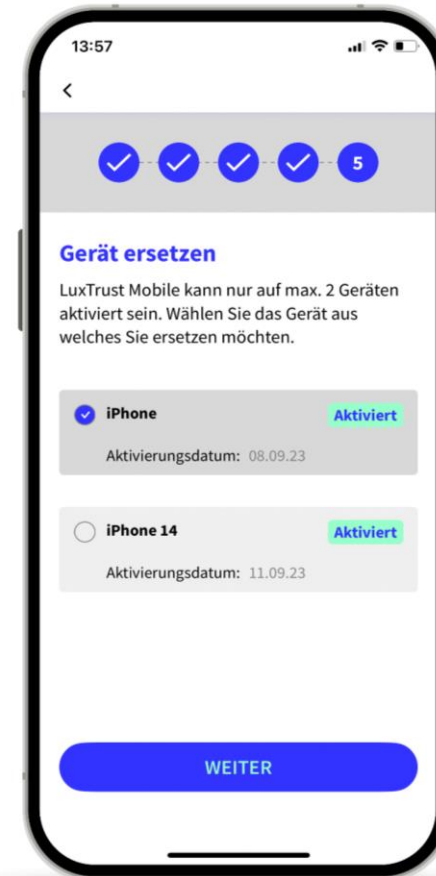 13:57
5
Gerät ersetzen
LuxTrust Mobile kann nur auf max. 2 Geräten
aktiviert sein. Wählen Sie das Gerät aus
welches Sie ersetzen möchten.
iPhone Aktiviert
Aktivierungsdatum: 08.09.23
iPhone 14 Aktiviert
Aktivierungsdatum: 11.09.23
WEITER